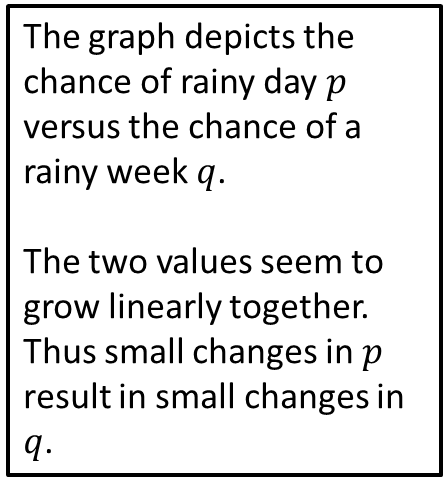 The graph depicts the
chance of rainy day p
versus the chance of a
rainy week q.
The two values seem to
grow linearly together.
Thus small changes in p
result in small changes in
q.